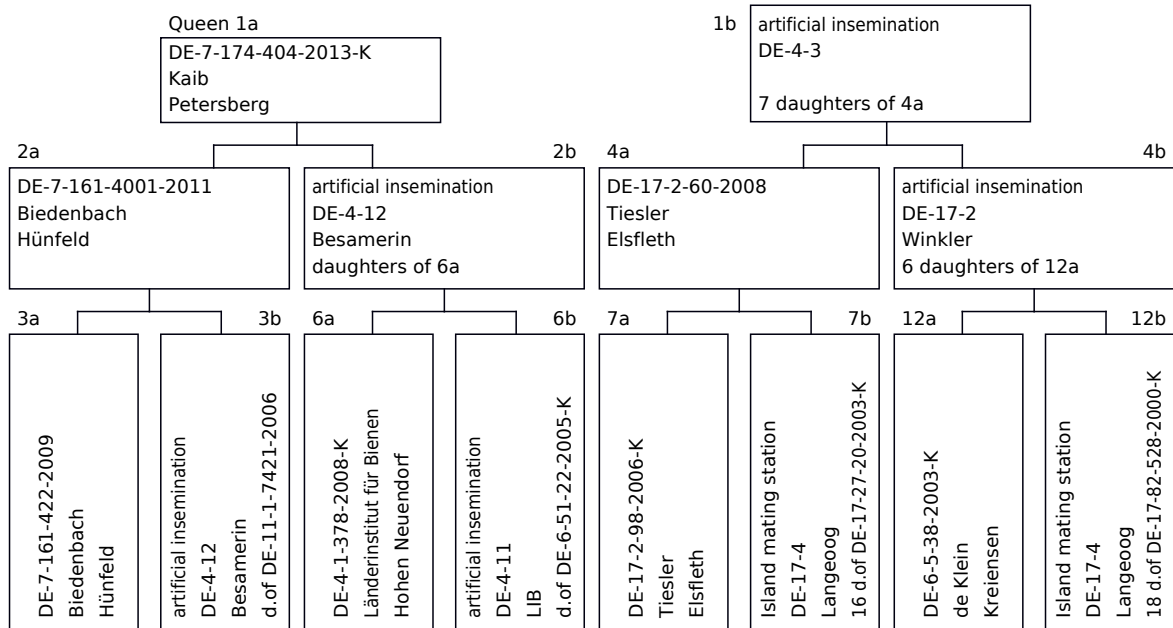 Queen 1a
DE-7-174-404-2013-K
Kaib
Petersberg
1b
artificial insemination
DE-4-3
7 daughters of 4a
2a
DE-7-161-4001-2011
Biedenbach
Hünfeld
2b
artificial insemination
DE-4-12
Besamerin
daughters of 6a
4a
DE-17-2-60-2008
Tiesler
Elsfleth
4b
artificial insemination
DE-17-2
Winkler
6 daughters of 12a
3a
DE-7-161-422-2009
Biedenbach
Hünfeld
3b
artificial insemination
DE-4-12
Besamerin
d.of DE-11-1-7421-2006
6a
DE-4-1-378-2008-K
Länderinstitut für Bienen
Hohen Neuendorf
6b
artificial insemination
DE-4-11
LIB
d.of DE-6-51-22-2005-K
7a
DE-17-2-98-2006-K
Tiesler
Elsfleth
7b
Island mating station
DE-17-4
Langeoog
16 d.of DE-17-27-20-2003-K
12a
DE-6-5-38-2003-K
de Klein
Kreiensen
12b
Island mating station
DE-17-4
Langeoog
18 d.of DE-17-82-528-2000-K